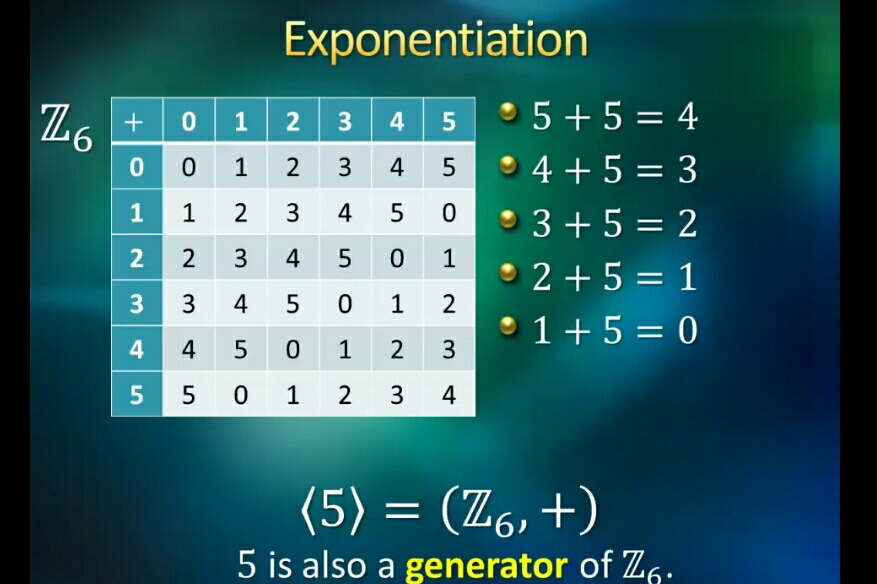 Exponentiation
ℤ₆
+ 0 1 2 3 4 5
0 0 1 2 3 4 5
1 1 2 3 4 5 0
2 2 3 4 5 0 1
3 3 4 5 0 1 2
4 4 5 0 1 2 3
5 5 0 1 2 3 4
5 + 5 = 4
4 + 5 = 3
3 + 5 = 2
2 + 5 = 1
1 + 5 = 0
⟨5⟩ = (ℤ₆, +)
5 is also a generator of ℤ₆.